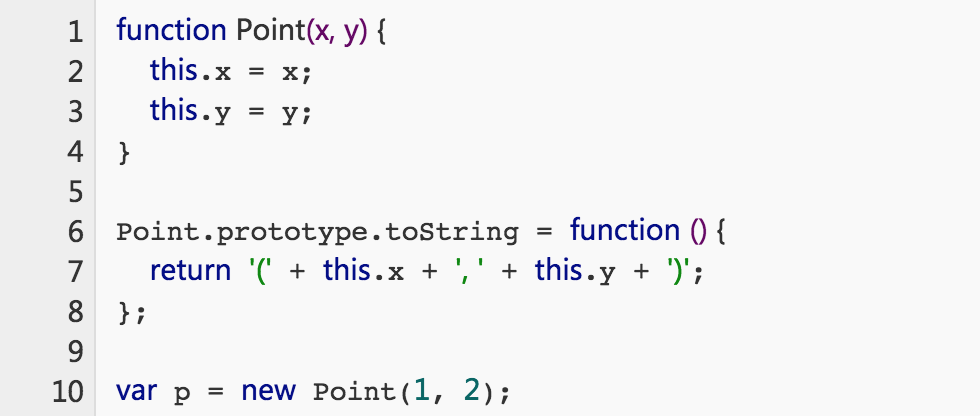 1 function Point(x, y) {
2 this.x = x;
3 this.y = y;
4 }
5
6 Point.prototype.toString = function () {
7 return '(' + this.x + ', ' + this.y + ')';
8 };
9
10 var p = new Point(1, 2);